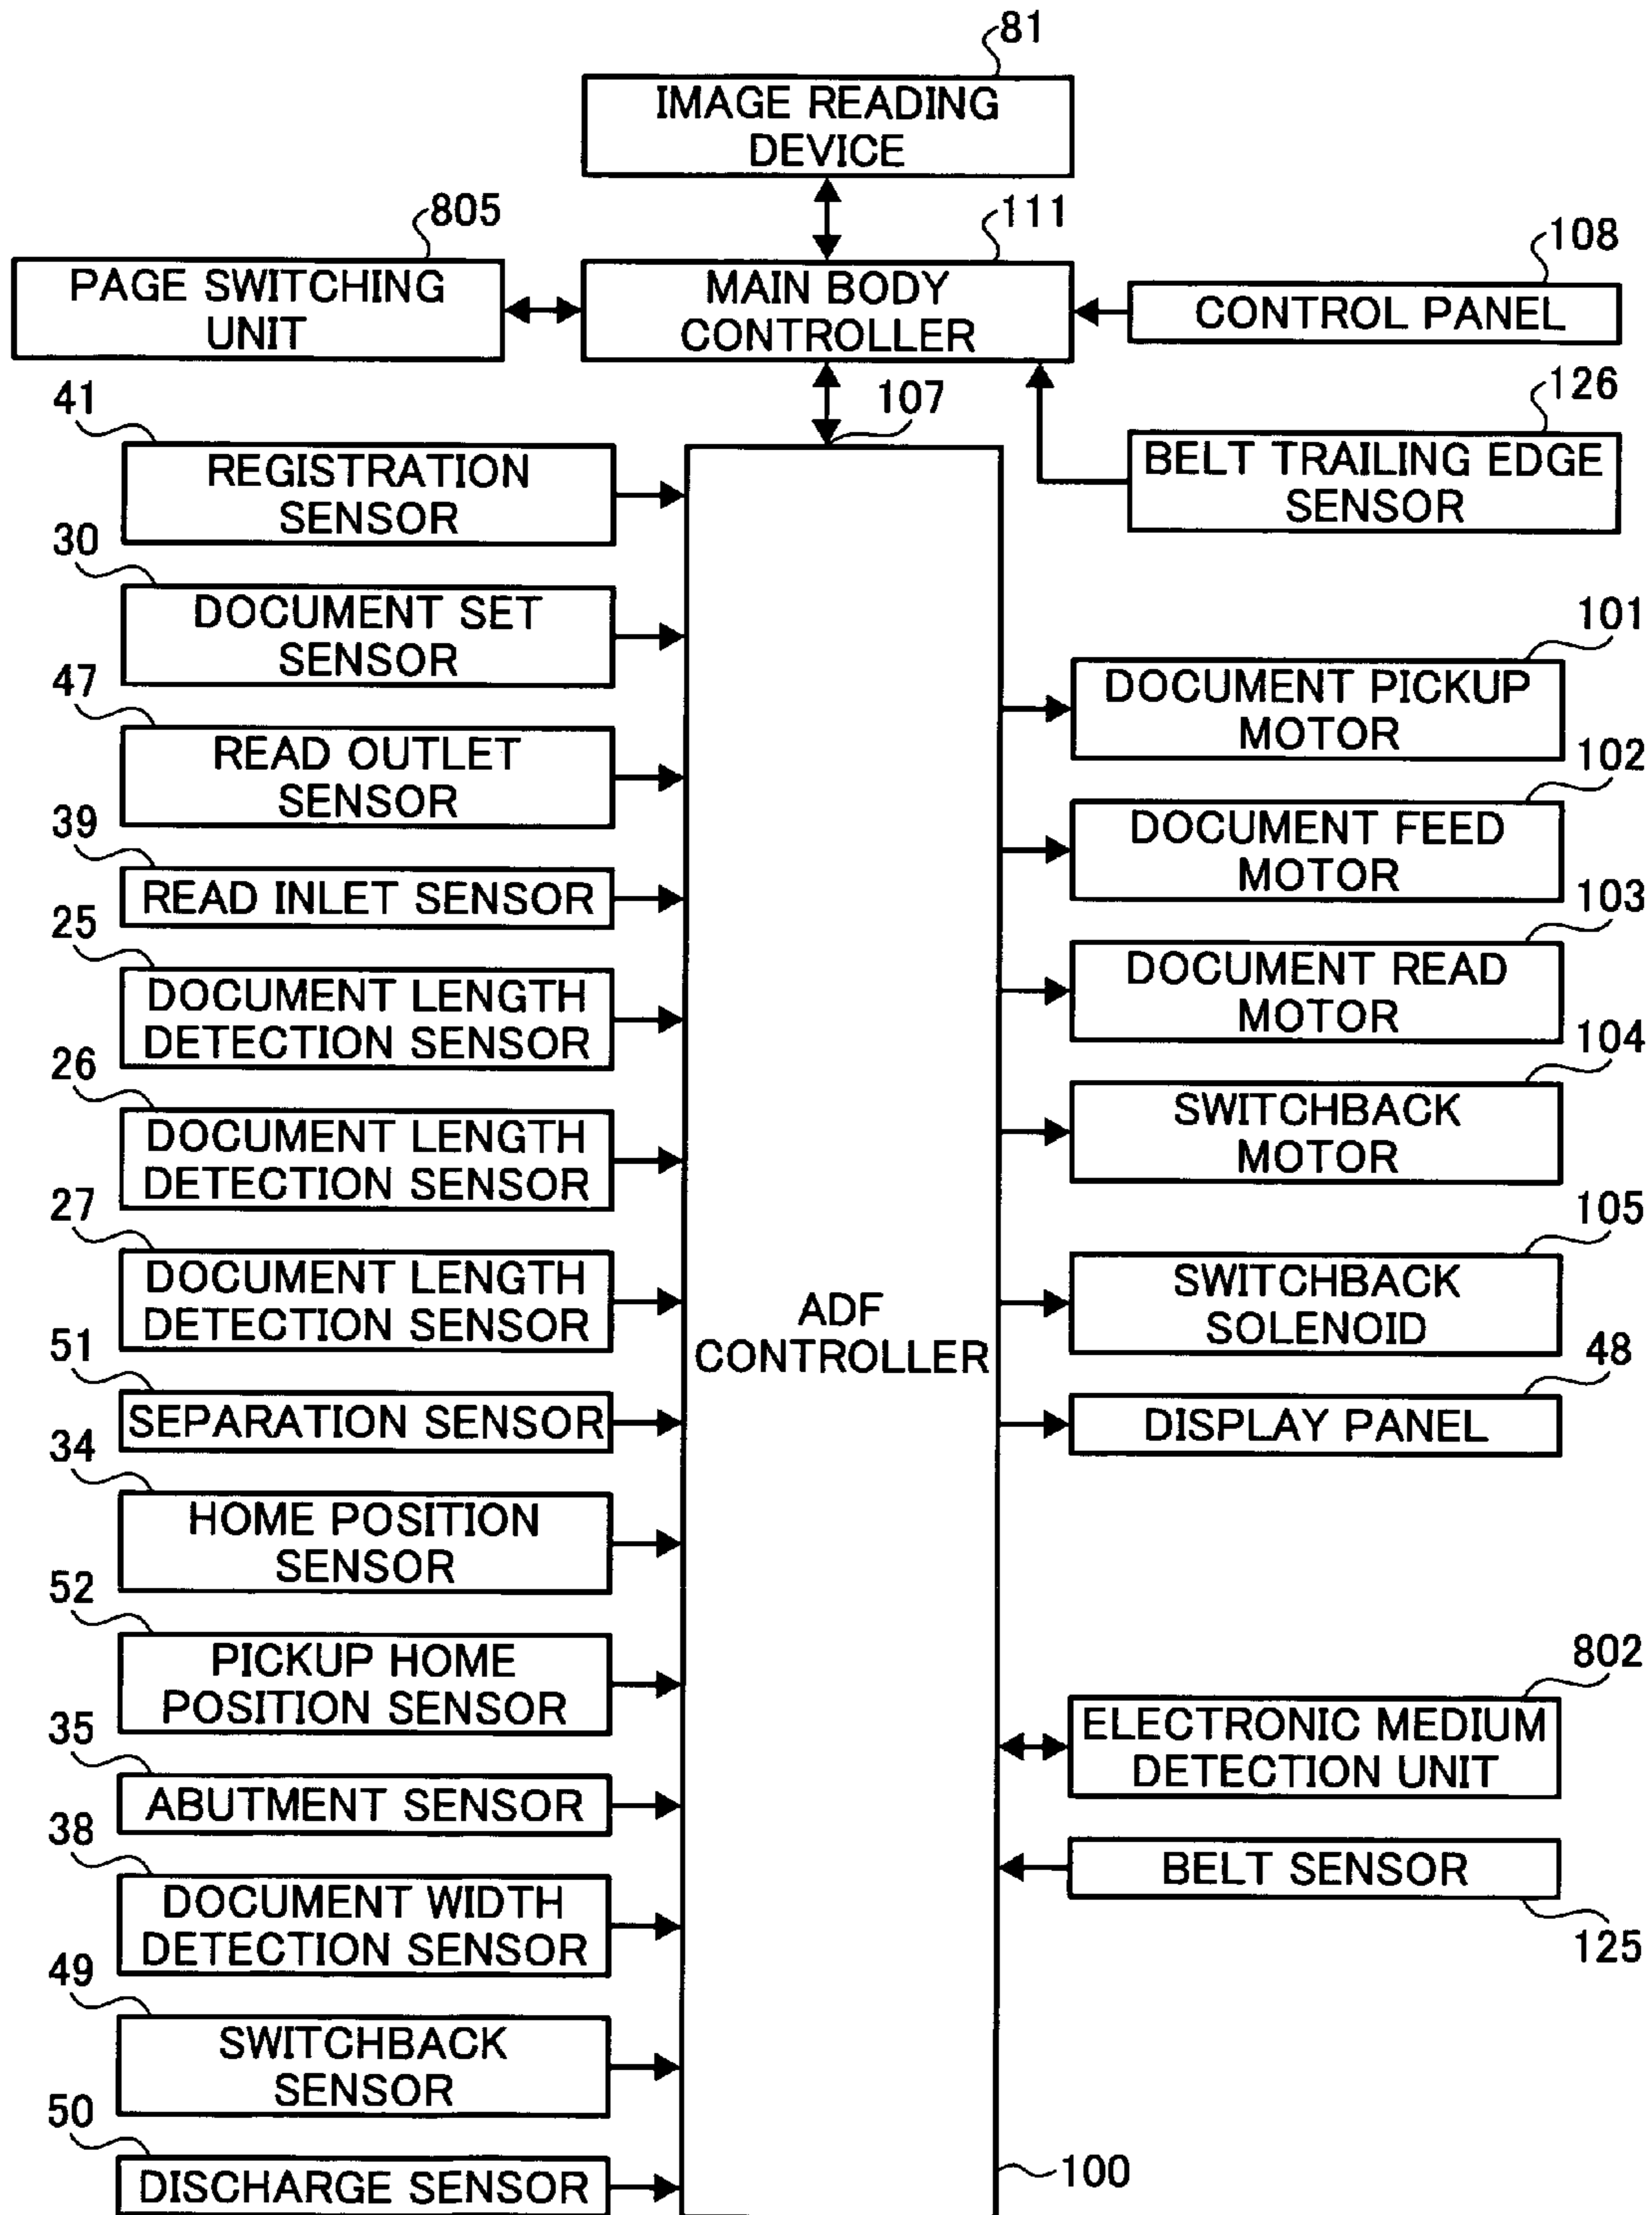 81
IMAGE READING
DEVICE
805
111
108
PAGE SWITCHING
UNIT
MAIN BODY
CONTROLLER
CONTROL PANEL
126
BELT TRAILING EDGE
SENSOR
107
41
REGISTRATION
SENSOR
30
DOCUMENT SET
SENSOR
47
READ OUTLET
SENSOR
39
READ INLET SENSOR
25
DOCUMENT LENGTH
DETECTION SENSOR
26
DOCUMENT LENGTH
DETECTION SENSOR
27
DOCUMENT LENGTH
DETECTION SENSOR
51
SEPARATION SENSOR
34
HOME POSITION
SENSOR
52
PICKUP HOME
POSITION SENSOR
35
ABUTMENT SENSOR
38
DOCUMENT WIDTH
DETECTION SENSOR
49
SWITCHBACK
SENSOR
50
DISCHARGE SENSOR
ADF
CONTROLLER
100
101
DOCUMENT PICKUP
MOTOR
102
DOCUMENT FEED
MOTOR
103
DOCUMENT READ
MOTOR
104
SWITCHBACK
MOTOR
105
SWITCHBACK
SOLENOID
48
DISPLAY PANEL
802
ELECTRONIC MEDIUM
DETECTION UNIT
BELT SENSOR
125